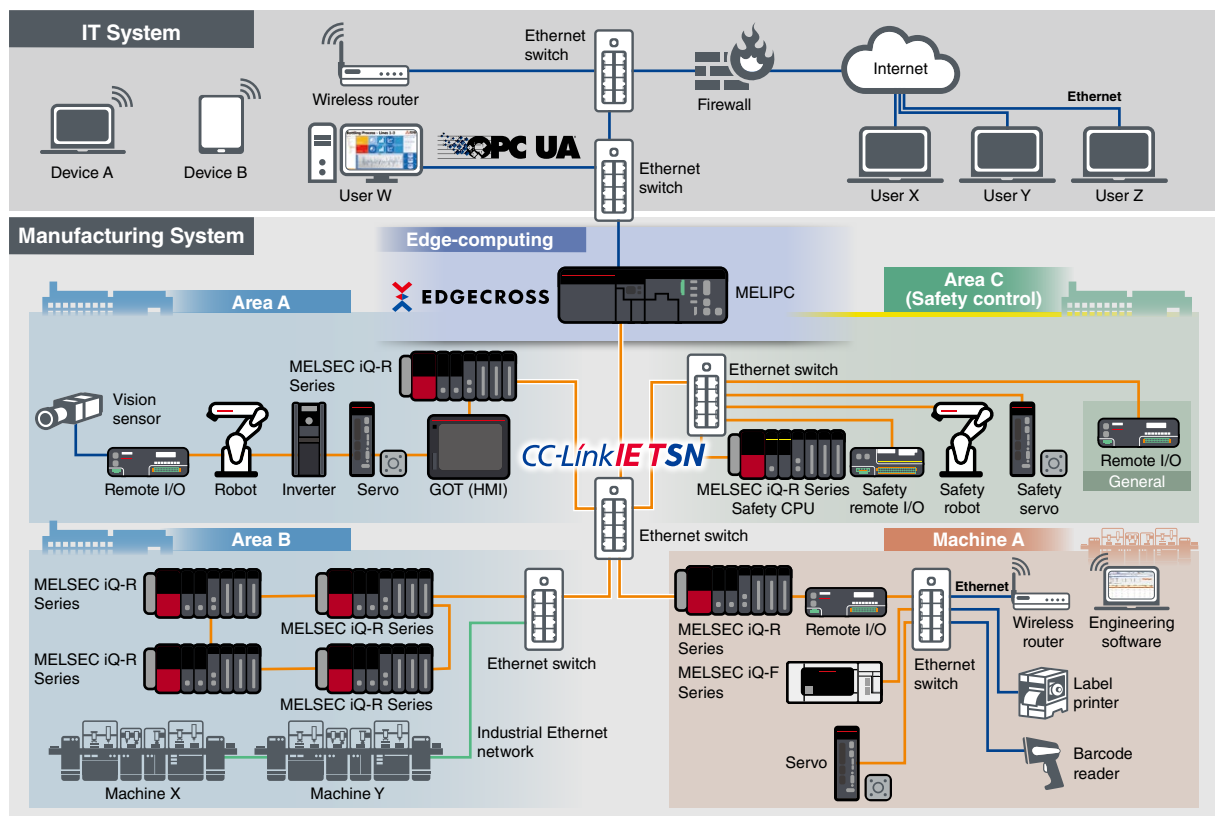 IT System
Ethernet
switch
Wireless router
Firewall
Internet
Ethernet
Device A
Device B
User W
OPC UA
Ethernet
switch
User X
User Y
User Z
Manufacturing System
Edge-computing
EDGECROSS
MELIPC
Area A
Area C
(Safety control)
MELSEC iQ-R
Series
Vision
sensor
Remote I/O
Robot
Inverter
Servo
GOT (HMI)
CC-Link IE TSN
Ethernet switch
MELSEC iQ-R Series
Safety CPU
Safety
remote I/O
Safety
robot
Safety
servo
Remote I/O
General
Ethernet switch
Area B
MELSEC iQ-R
Series
MELSEC iQ-R Series
MELSEC iQ-R
Series
MELSEC iQ-R Series
Ethernet switch
Industrial Ethernet
network
Machine X
Machine Y
Machine A
MELSEC iQ-R
Series
Remote I/O
Ethernet
Wireless
router
Engineering
software
MELSEC iQ-F
Series
Ethernet
switch
Label
printer
Servo
Barcode
reader